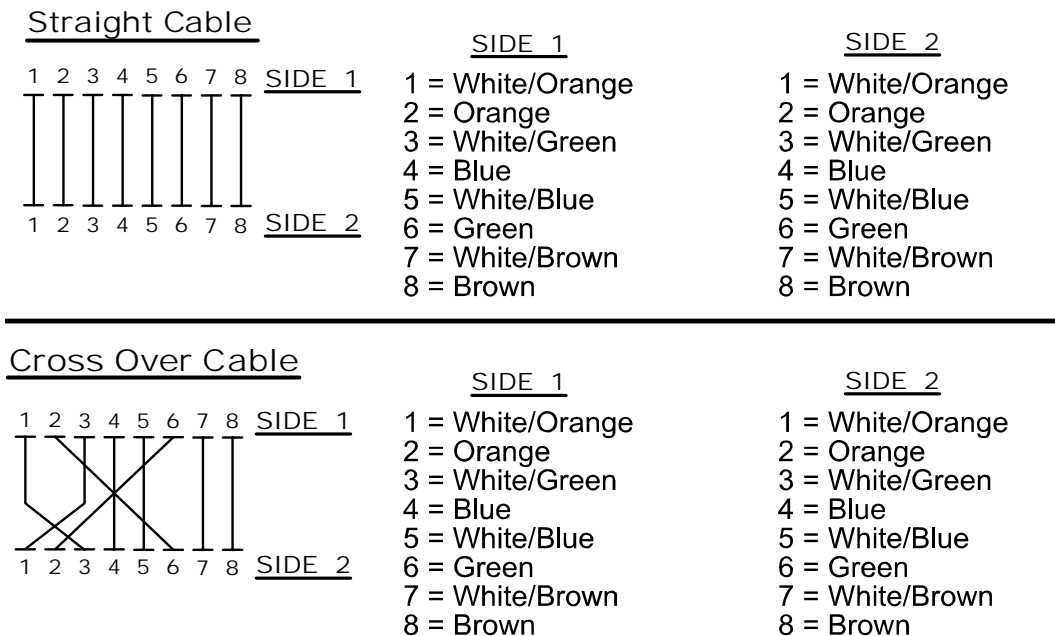 Straight Cable
1 2 3 4 5 6 7 8 SIDE 1
1 2 3 4 5 6 7 8 SIDE 2
SIDE 1
1 = White/Orange
2 = Orange
3 = White/Green
4 = Blue
5 = White/Blue
6 = Green
7 = White/Brown
8 = Brown
SIDE 2
1 = White/Orange
2 = Orange
3 = White/Green
4 = Blue
5 = White/Blue
6 = Green
7 = White/Brown
8 = Brown
Cross Over Cable
1 2 3 4 5 6 7 8 SIDE 1
1 2 3 4 5 6 7 8 SIDE 2
SIDE 1
1 = White/Orange
2 = Orange
3 = White/Green
4 = Blue
5 = White/Blue
6 = Green
7 = White/Brown
8 = Brown
SIDE 2
1 = White/Orange
2 = Orange
3 = White/Green
4 = Blue
5 = White/Blue
6 = Green
7 = White/Brown
8 = Brown